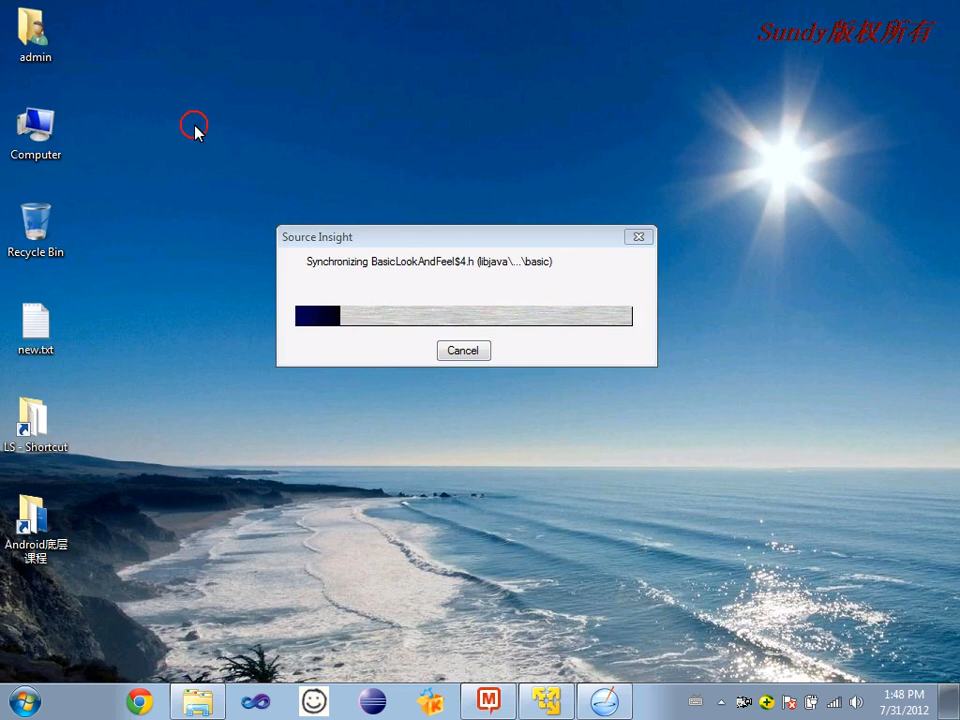 Sundy版权所有
admin
Computer
Recycle Bin
new.txt
LS - Shortcut
Android底层
课程
Source Insight
Synchronizing BasicLookAndFeel$4.h (libjava\...\basic)
Cancel
1:48 PM
7/31/2012